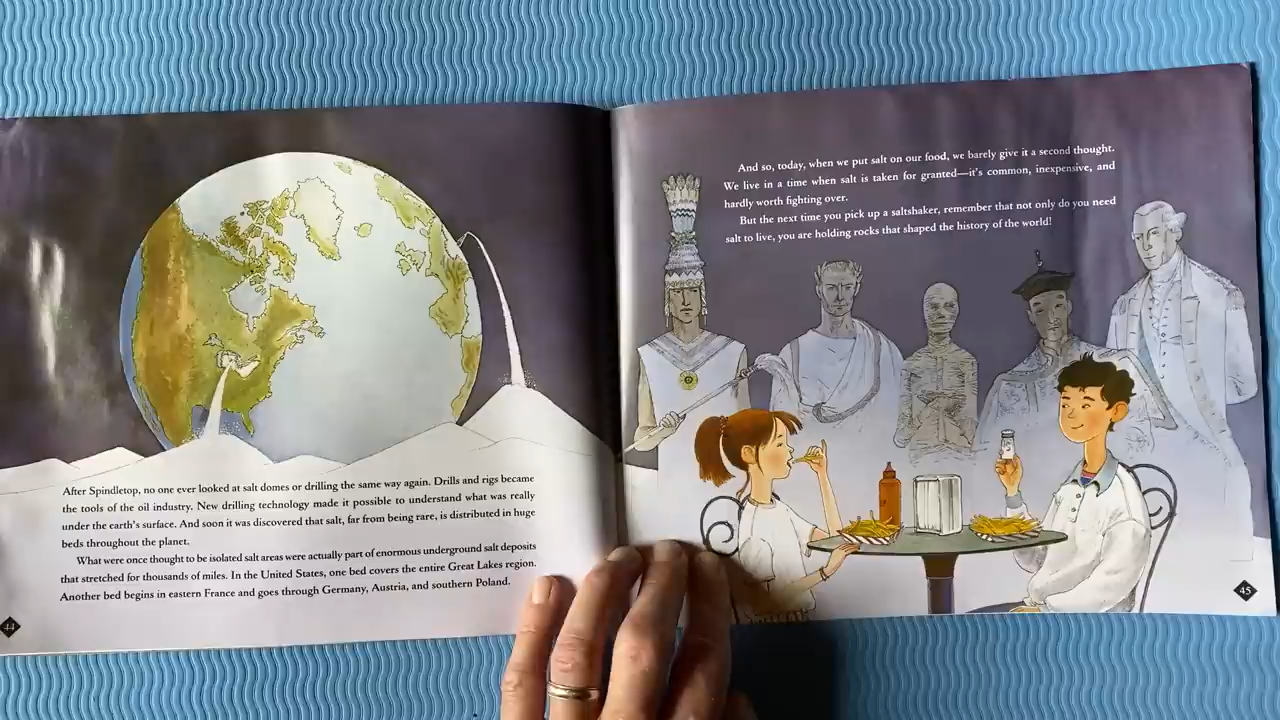 After Spindletop, no one ever looked at salt domes or drilling the same way again. Drills and rigs became
the tools of the oil industry. New drilling technology made it possible to understand what was really
under the earth's surface. And soon it was discovered that salt, far from being rare, is distributed in huge
beds throughout the planet.
What were once thought to be isolated salt areas were actually part of enormous underground salt deposits
that stretched for thousands of miles. In the United States, one bed covers the entire Great Lakes region.
Another bed begins in eastern France and goes through Germany, Austria, and southern Poland.
44
And so, today, when we put salt on our food, we barely give it a second thought.
We live in a time when salt is taken for granted—it's common, inexpensive, and
hardly worth fighting over.
But the next time you pick up a saltshaker, remember that not only do you need
salt to live, you are holding rocks that shaped the history of the world!
45